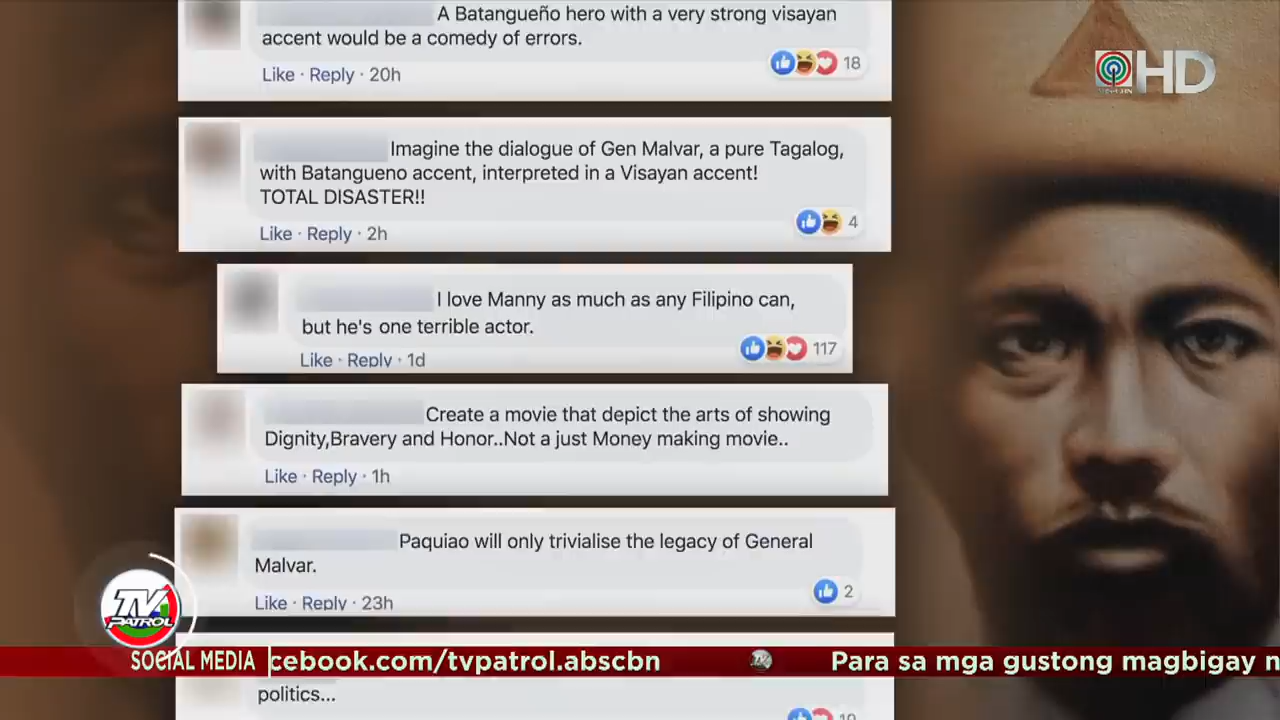 A Batangueño hero with a very strong visayan
accent would be a comedy of errors.
Like · Reply · 20h
18
HD
Imagine the dialogue of Gen Malvar, a pure Tagalog,
with Batangueno accent, interpreted in a Visayan accent!
TOTAL DISASTER!!
Like · Reply · 2h
4
I love Manny as much as any Filipino can,
but he's one terrible actor.
Like · Reply · 1d
117
Create a movie that depict the arts of showing
Dignity,Bravery and Honor..Not a just Money making movie..
Like · Reply · 1h
Paquiao will only trivialise the legacy of General
Malvar.
Like · Reply · 23h
2
TV
PATROL
SOCIAL MEDIA
cebook.com/tvpatrol.abscbn
Para sa mga gustong magbigay n
politics...